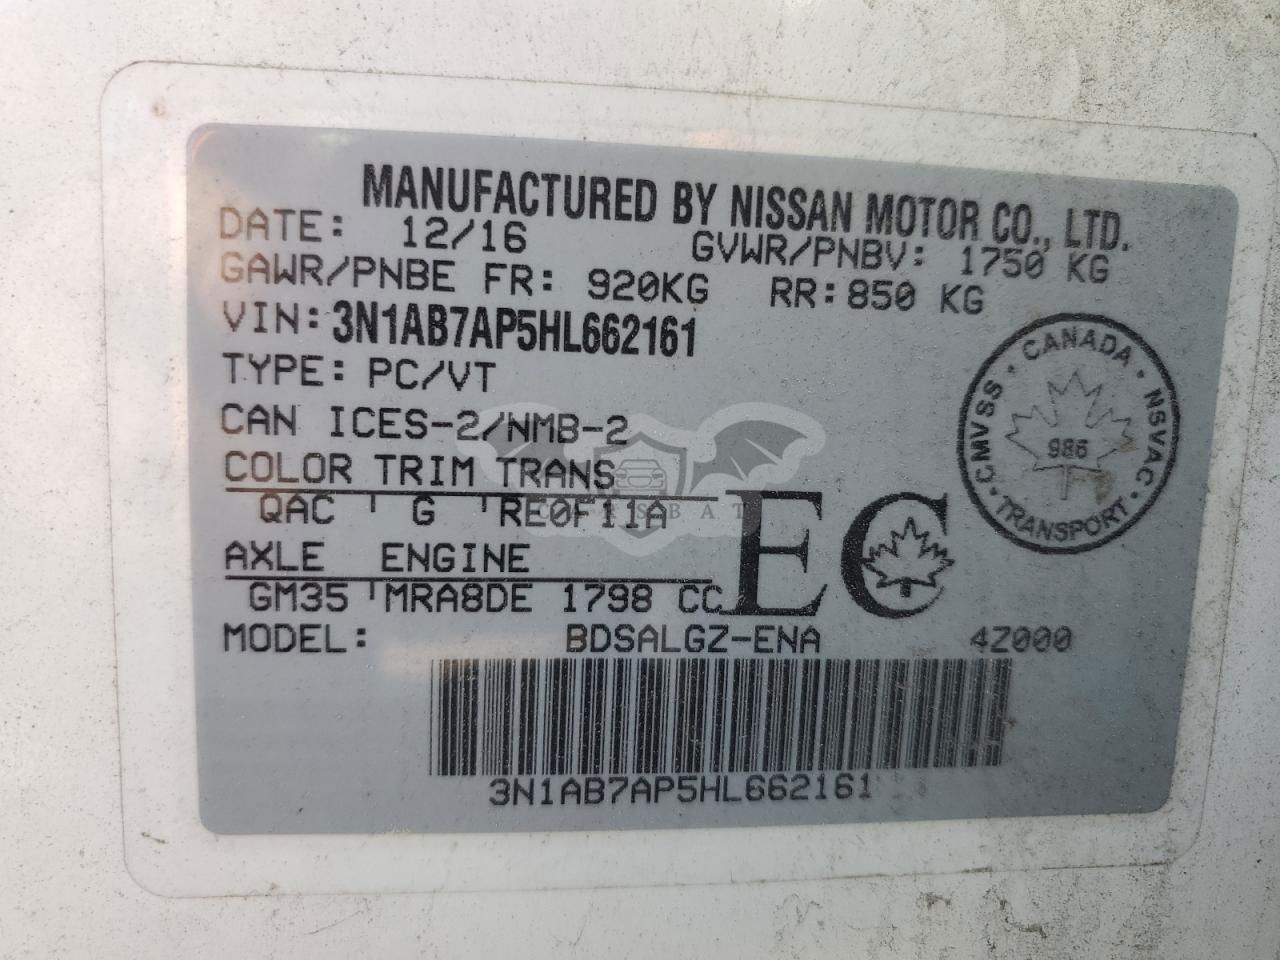 MANUFACTURED BY NISSAN MOTOR CO., LTD.
DATE: 12/16 GVWR/PNBV: 1750 KG
GAWR/PNBE FR: 920KG RR: 850 KG
VIN: 3N1AB7AP5HL662161
TYPE: PC/VT
CAN ICES-2/NMB-2
COLOR TRIM TRANS
QAC G RE0F11A
AXLE ENGINE
GM35 MRA8DE 1798 CC
MODEL: BDSALGZ-ENA 4Z000
3N1AB7AP5HL662161
EC
CMVSS · CANADA · NSVAC · TRANSPORT ·
986